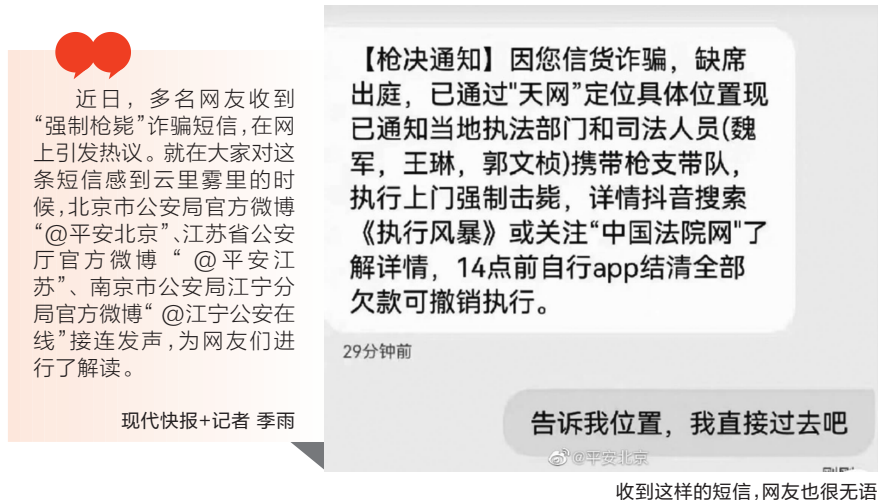 近日，多名网友收到
“强制枪毙”诈骗短信，在网
上引发热议。就在大家对这
条短信感到云里雾里的时
候，北京市公安局官方微博
“@平安北京”、江苏省公安
厅官方微博“@平安江
苏”、南京市公安局江宁分
局官方微博“@江宁公安在
线”接连发声，为网友们进
行了解读。
现代快报+记者 季雨
【枪决通知】因您信货诈骗，缺席
出庭，已通过"天网”定位具体位置现
已通知当地执法部门和司法人员(魏
军，王琳，郭文桢)携带枪支带队，
执行上门强制击毙，详情抖音搜索
《执行风暴》或关注“中国法院网"了
解详情，14点前自行app结清全部
欠款可撤销执行。
29分钟前
告诉我位置，我直接过去吧
@平安北京
收到这样的短信，网友也很无语